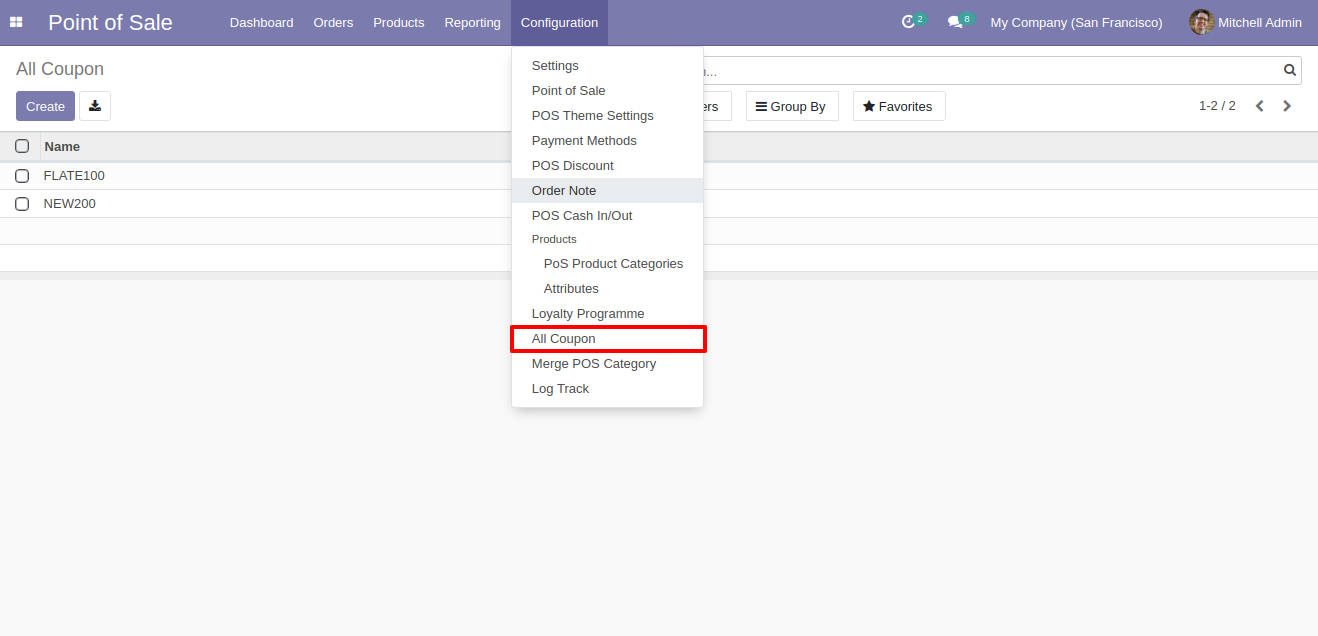 Point of Sale Dashboard Orders Products Reporting Configuration 2 8 My Company (San Francisco) Mitchell Admin
All Coupon
...
Create
Group By Favorites 1-2 / 2
Name
FLATE100
NEW200
Settings
Point of Sale
POS Theme Settings
Payment Methods
POS Discount
Order Note
POS Cash In/Out
Products
PoS Product Categories
Attributes
Loyalty Programme
All Coupon
Merge POS Category
Log Track